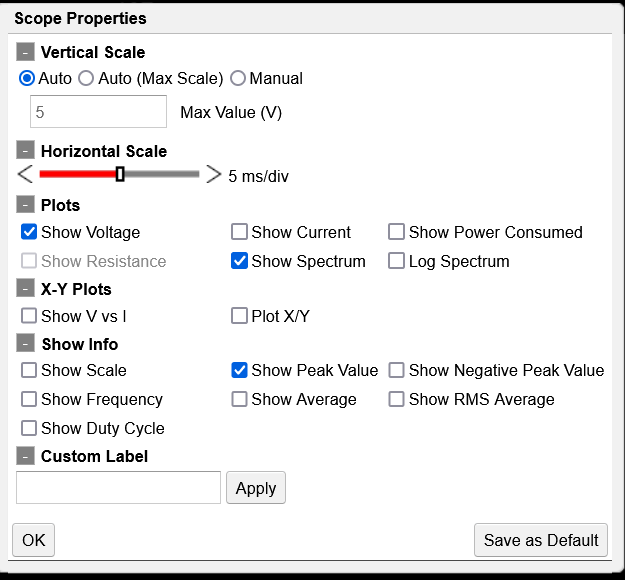 Scope Properties
- Vertical Scale
Auto Auto (Max Scale) Manual
5 Max Value (V)
- Horizontal Scale
5 ms/div
- Plots
Show Voltage Show Current Show Power Consumed
Show Resistance Show Spectrum Log Spectrum
- X-Y Plots
Show V vs I Plot X/Y
- Show Info
Show Scale Show Peak Value Show Negative Peak Value
Show Frequency Show Average Show RMS Average
Show Duty Cycle
- Custom Label
Apply
OK Save as Default